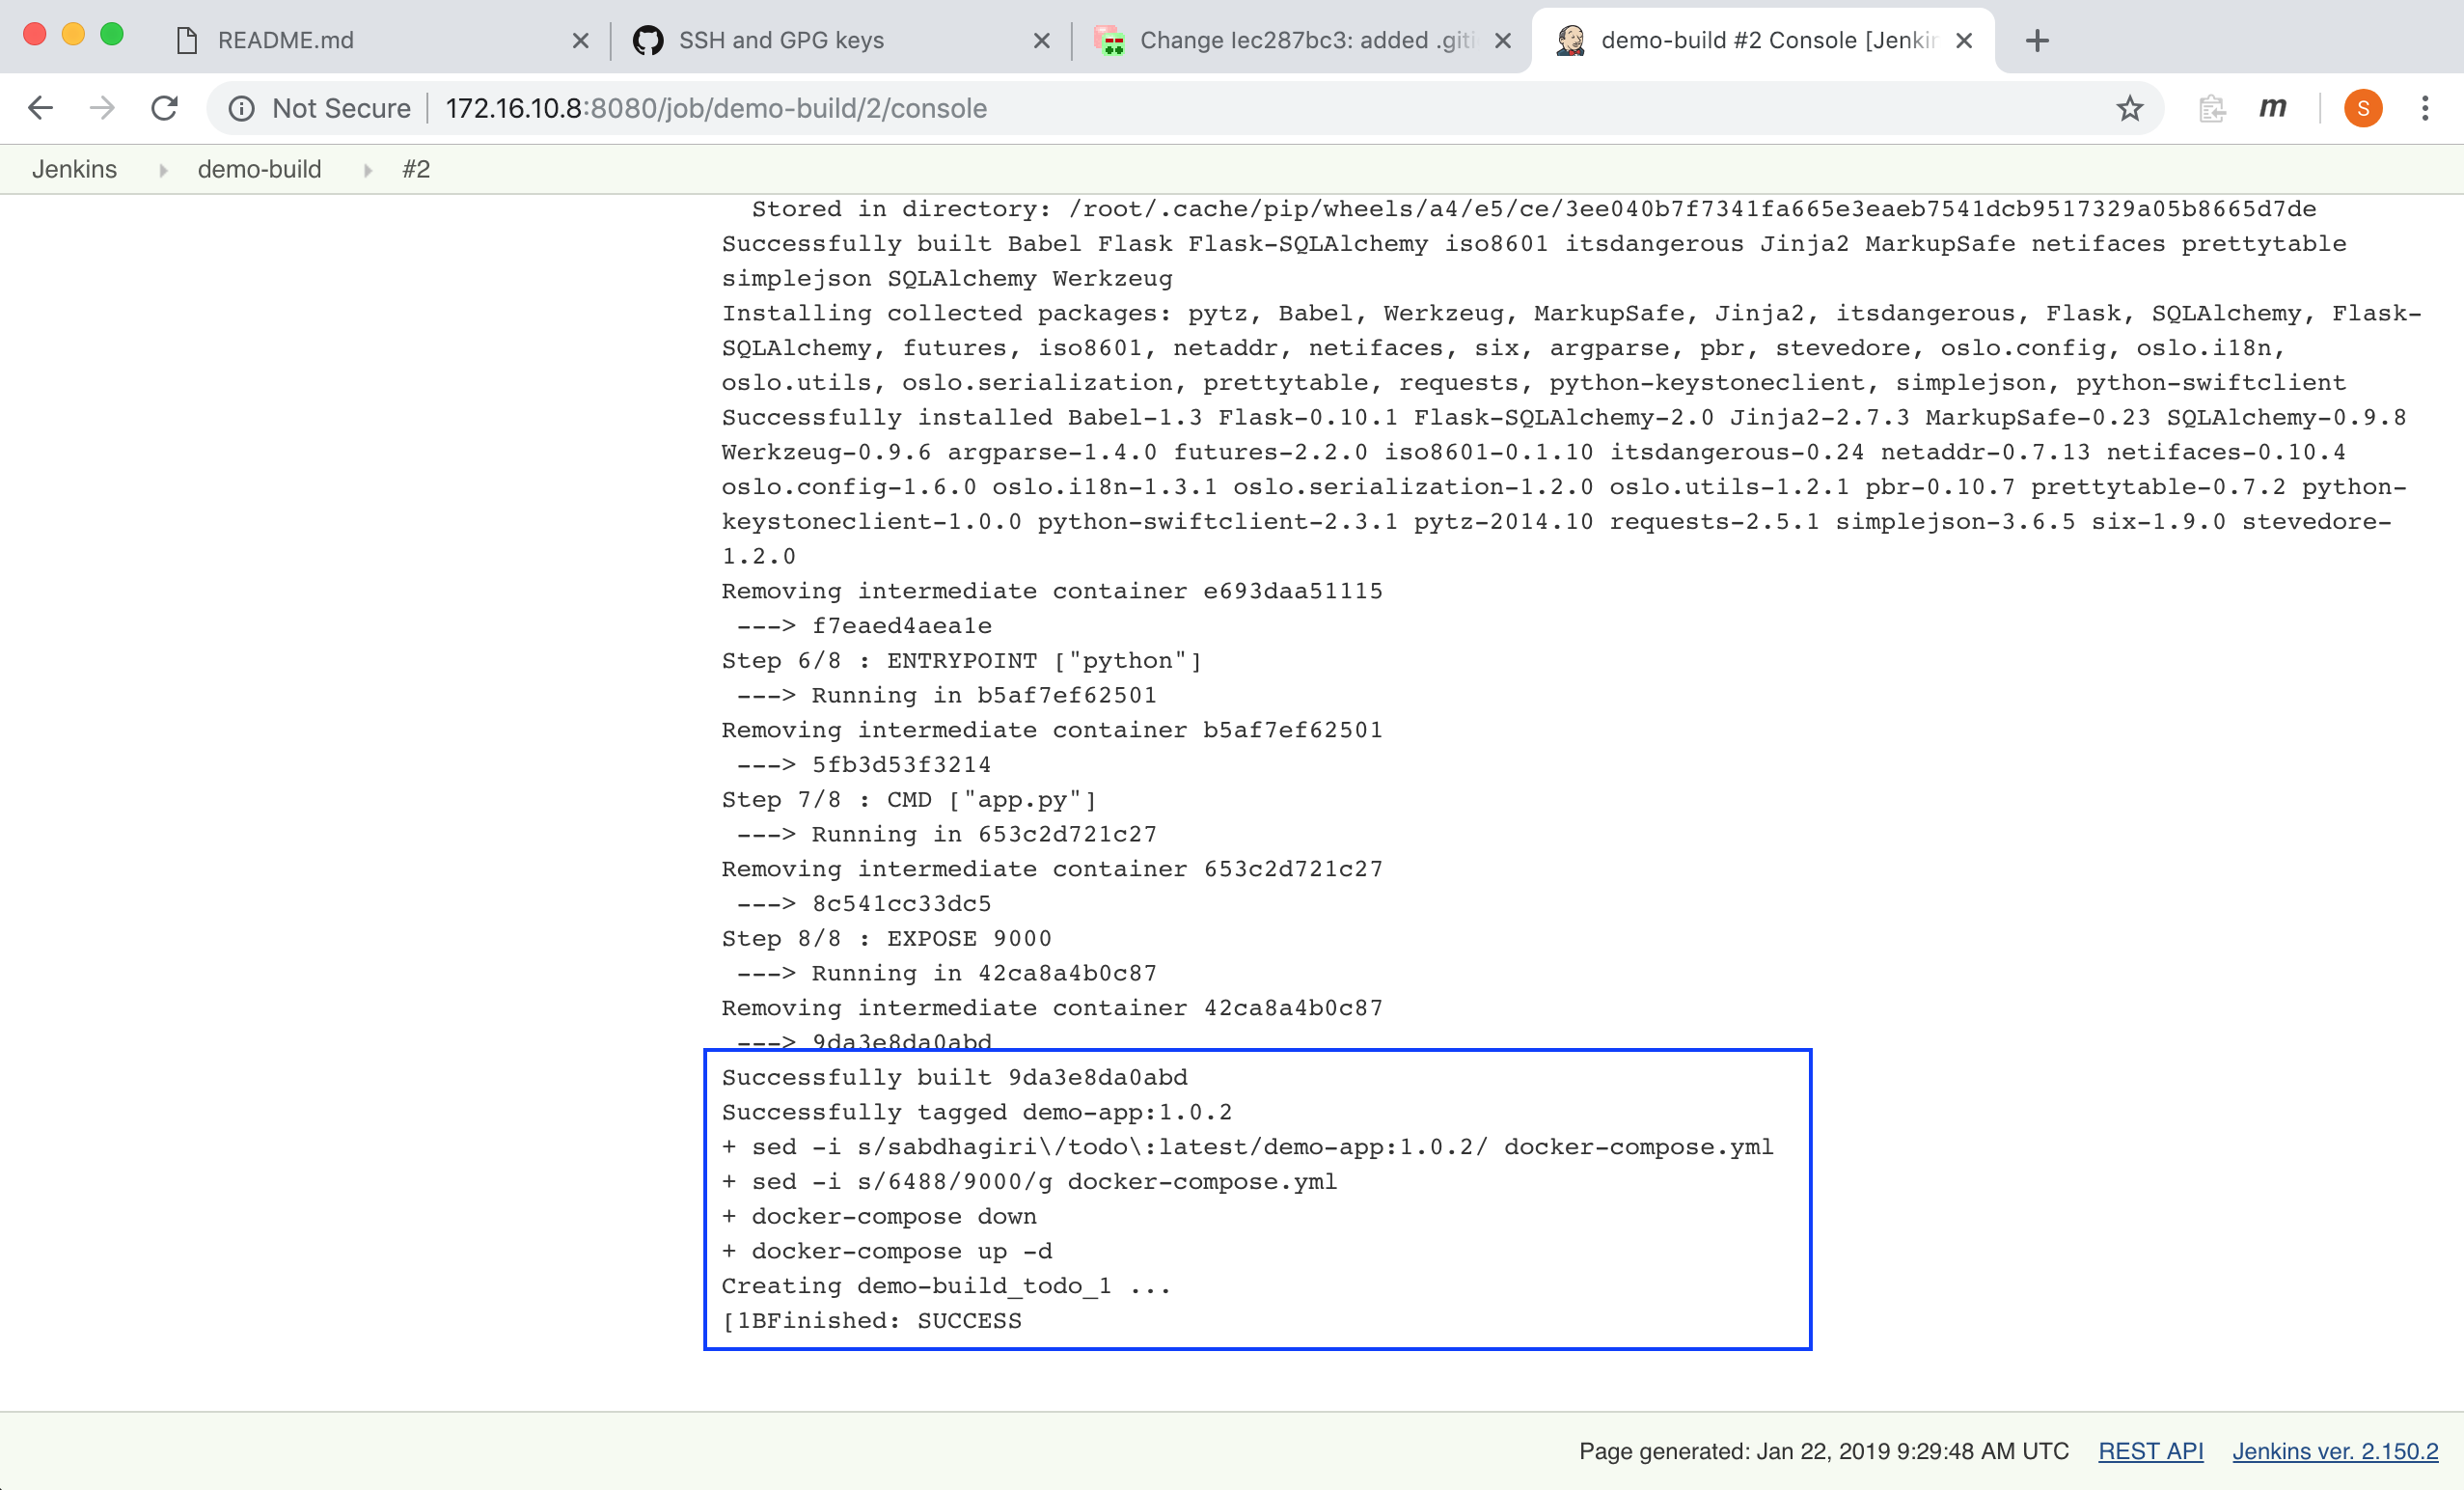 README.md
SSH and GPG keys
Change Iec287bc3: added .giti
demo-build #2 Console [Jenkin
Not Secure
172.16.10.8:8080/job/demo-build/2/console
m
S
Jenkins
demo-build
#2
Stored in directory: /root/.cache/pip/wheels/a4/e5/ce/3ee040b7f7341fa665e3eaeb7541dcb9517329a05b8665d7de
Successfully built Babel Flask Flask-SQLAlchemy iso8601 itsdangerous Jinja2 MarkupSafe netifaces prettytable
simplejson SQLAlchemy Werkzeug
Installing collected packages: pytz, Babel, Werkzeug, MarkupSafe, Jinja2, itsdangerous, Flask, SQLAlchemy, Flask-
SQLAlchemy, futures, iso8601, netaddr, netifaces, six, argparse, pbr, stevedore, oslo.config, oslo.i18n,
oslo.utils, oslo.serialization, prettytable, requests, python-keystoneclient, simplejson, python-swiftclient
Successfully installed Babel-1.3 Flask-0.10.1 Flask-SQLAlchemy-2.0 Jinja2-2.7.3 MarkupSafe-0.23 SQLAlchemy-0.9.8
Werkzeug-0.9.6 argparse-1.4.0 futures-2.2.0 iso8601-0.1.10 itsdangerous-0.24 netaddr-0.7.13 netifaces-0.10.4
oslo.config-1.6.0 oslo.i18n-1.3.1 oslo.serialization-1.2.0 oslo.utils-1.2.1 pbr-0.10.7 prettytable-0.7.2 python-
keystoneclient-1.0.0 python-swiftclient-2.3.1 pytz-2014.10 requests-2.5.1 simplejson-3.6.5 six-1.9.0 stevedore-
1.2.0
Removing intermediate container e693daa51115
---> f7eaed4aea1e
Step 6/8 : ENTRYPOINT ["python"]
---> Running in b5af7ef62501
Removing intermediate container b5af7ef62501
---> 5fb3d53f3214
Step 7/8 : CMD ["app.py"]
---> Running in 653c2d721c27
Removing intermediate container 653c2d721c27
---> 8c541cc33dc5
Step 8/8 : EXPOSE 9000
---> Running in 42ca8a4b0c87
Removing intermediate container 42ca8a4b0c87
---> 9da3e8da0abd
Successfully built 9da3e8da0abd
Successfully tagged demo-app:1.0.2
+ sed -i s/sabdhagiri\/todo\:latest/demo-app:1.0.2/ docker-compose.yml
+ sed -i s/6488/9000/g docker-compose.yml
+ docker-compose down
+ docker-compose up -d
Creating demo-build_todo_1 ...
[1BFinished: SUCCESS
Page generated: Jan 22, 2019 9:29:48 AM UTC REST API Jenkins ver. 2.150.2